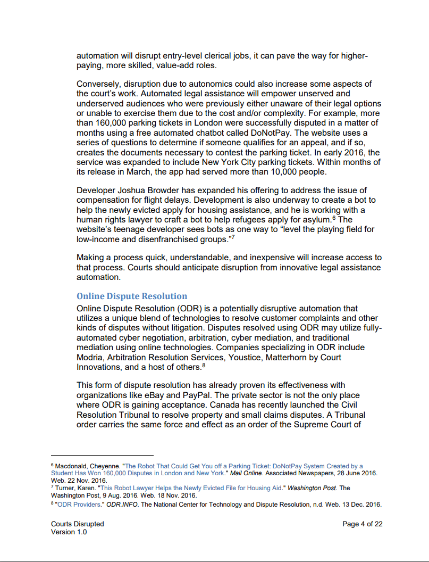 automation will disrupt entry-level clerical jobs, it can pave the way for higher-
paying, more skilled, value-add roles.
Conversely, disruption due to autonomics could also increase some aspects of
the court's work. Automated legal assistance will empower unserved and
underserved audiences who were previously either unaware of their legal options
or unable to exercise them due to the cost and/or complexity. For example, more
than 160,000 parking tickets in London were successfully disputed in a matter of
months using a free automated chatbot called DoNotPay. The website uses a
series of questions to determine if someone qualifies for an appeal, and if so,
creates the documents necessary to contest the parking ticket. In early 2016, the
service was expanded to include New York City parking tickets. Within months of
its release in March, the app had served more than 10,000 people.
Developer Joshua Browder has expanded his offering to address the issue of
compensation for flight delays. Development is also underway to create a bot to
help the newly evicted apply for housing assistance, and he is working with a
human rights lawyer to craft a bot to help refugees apply for asylum.6 The
website's teenage developer sees bots as one way to "level the playing field for
low-income and disenfranchised groups."7
Making a process quick, understandable, and inexpensive will increase access to
that process. Courts should anticipate disruption from innovative legal assistance
automation.
Online Dispute Resolution
Online Dispute Resolution (ODR) is a potentially disruptive automation that
utilizes a unique blend of technologies to resolve customer complaints and other
kinds of disputes without litigation. Disputes resolved using ODR may utilize fully-
automated cyber negotiation, arbitration, cyber mediation, and traditional
mediation using online technologies. Companies specializing in ODR include
Modria, Arbitration Resolution Services, Youstice, Matterhorn by Court
Innovations, and a host of others.8
This form of dispute resolution has already proven its effectiveness with
organizations like eBay and PayPal. The private sector is not the only place
where ODR is gaining acceptance. Canada has recently launched the Civil
Resolution Tribunal to resolve property and small claims disputes. A Tribunal
order carries the same force and effect as an order of the Supreme Court of
6 Macdonald, Cheyenne. "The Robot That Could Get You off a Parking Ticket: DoNotPay System Created by a
Student Has Won 160,000 Disputes in London and New York." Mail Online. Associated Newspapers, 28 June 2016.
Web. 22 Nov. 2016.
7 Turner, Karen. "This Robot Lawyer Helps the Newly Evicted File for Housing Aid." Washington Post. The
Washington Post, 9 Aug. 2016. Web. 18 Nov. 2016.
8 "ODR Providers." ODR.INFO. The National Center for Technology and Dispute Resolution, n.d. Web. 13 Dec. 2016.
Courts Disrupted
Page 4 of 22
Version 1.0